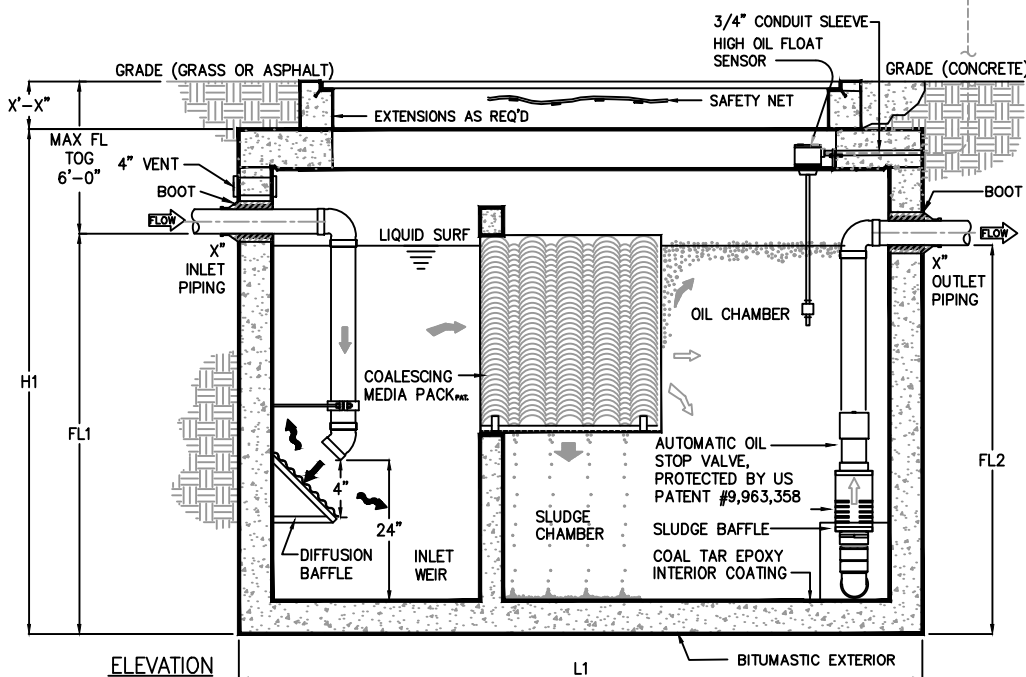 3/4" CONDUIT SLEEVE
HIGH OIL FLOAT
SENSOR
GRADE (GRASS OR ASPHALT)
GRADE (CONCRETE)
X'-X"
SAFETY NET
EXTENSIONS AS REQ'D
MAX FL
TOG
6'-0"
4" VENT
BOOT
BOOT
FLOW
FLOW
LIQUID SURF
X"
INLET
PIPING
X"
OUTLET
PIPING
OIL CHAMBER
H1
FL1
COALESCING
MEDIA PACK PAT.
AUTOMATIC OIL
STOP VALVE,
PROTECTED BY US
PATENT #9,963,358
FL2
4"
24"
SLUDGE
CHAMBER
SLUDGE BAFFLE
DIFFUSION
BAFFLE
INLET
WEIR
COAL TAR EPOXY
INTERIOR COATING
ELEVATION
L1
BITUMASTIC EXTERIOR